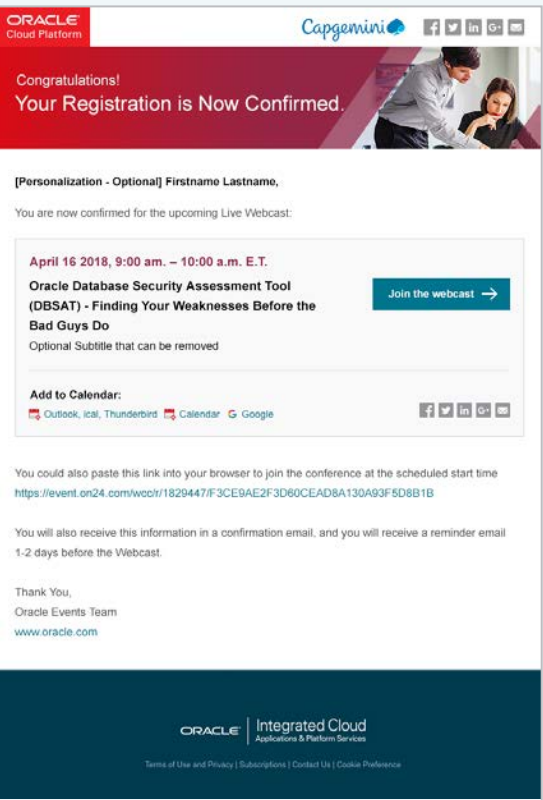 ORACLE
Cloud Platform
Capgemini
Congratulations!
Your Registration is Now Confirmed.
[Personalization - Optional] Firstname Lastname,
You are now confirmed for the upcoming Live Webcast:
April 16 2018, 9:00 am. – 10:00 a.m. E.T.
Oracle Database Security Assessment Tool
(DBSAT) - Finding Your Weaknesses Before the
Bad Guys Do
Optional Subtitle that can be removed
Join the webcast →
Add to Calendar:
Outlook, ical, Thunderbird Calendar G Google
You could also paste this link into your browser to join the conference at the scheduled start time
https://event.on24.com/wcc/r/1829447/F3CE9AE2F3D60CEAD8A130A93F5D8B1B
You will also receive this information in a confirmation email, and you will receive a reminder email
1-2 days before the Webcast.
Thank You,
Oracle Events Team
www.oracle.com
ORACLE Integrated Cloud
Applications & Platform Services
Terms of Use and Privacy | Subscriptions | Contact Us | Cookie Preference